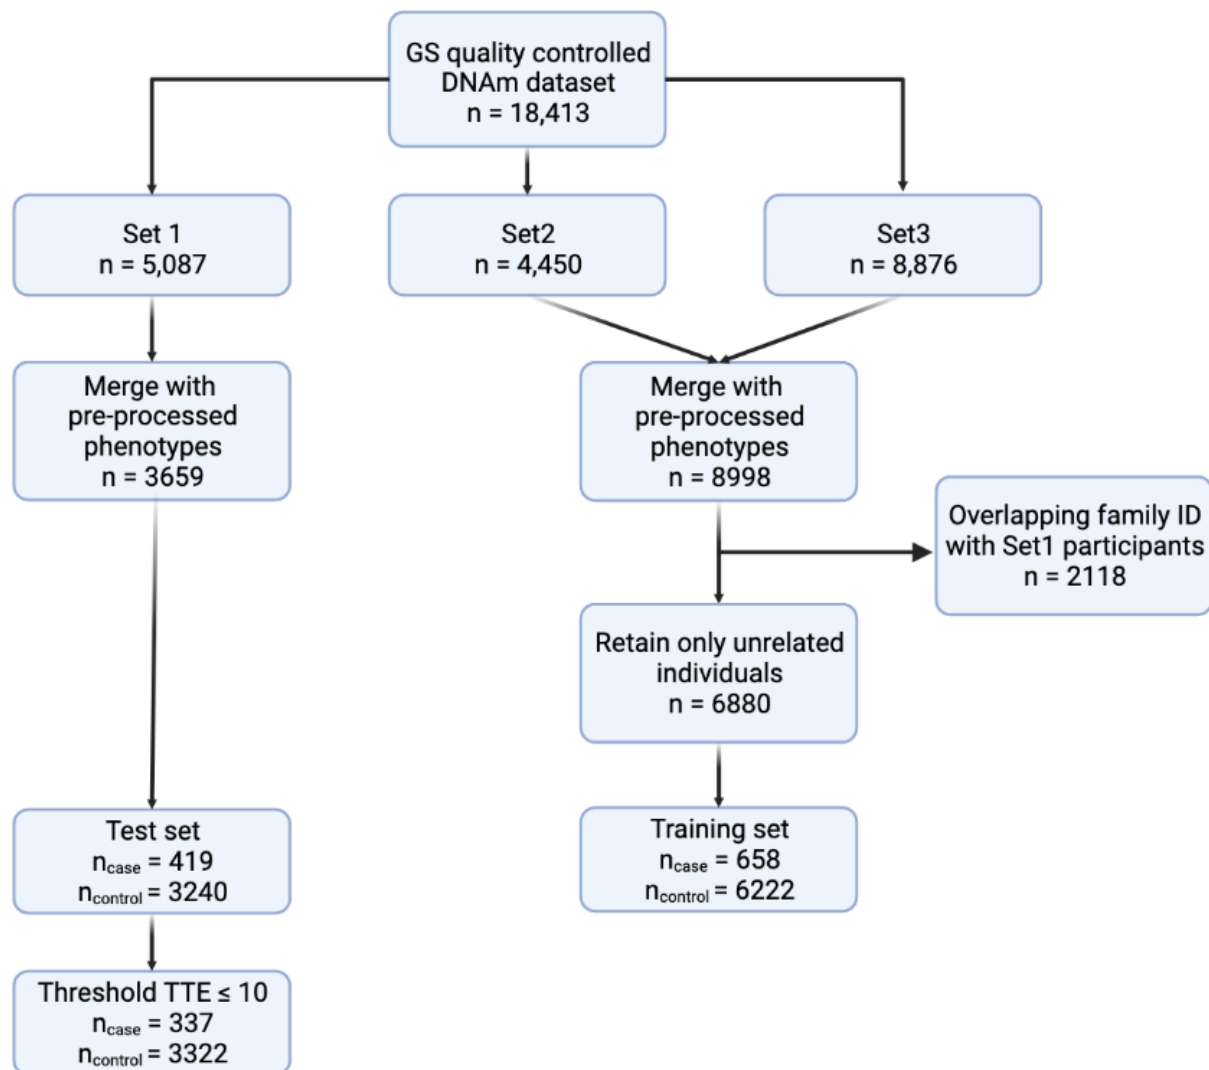 GS quality controlled
DNAm dataset
n = 18,413
Set 1
n = 5,087
Set2
n = 4,450
Set3
n = 8,876
Merge with
pre-processed
phenotypes
n = 3659
Merge with
pre-processed
phenotypes
n = 8998
Overlapping family ID
with Set1 participants
n = 2118
Retain only unrelated
individuals
n = 6880
Test set
ncase = 419
ncontrol = 3240
Training set
ncase = 658
ncontrol = 6222
Threshold TTE ≤ 10
ncase = 337
ncontrol = 3322